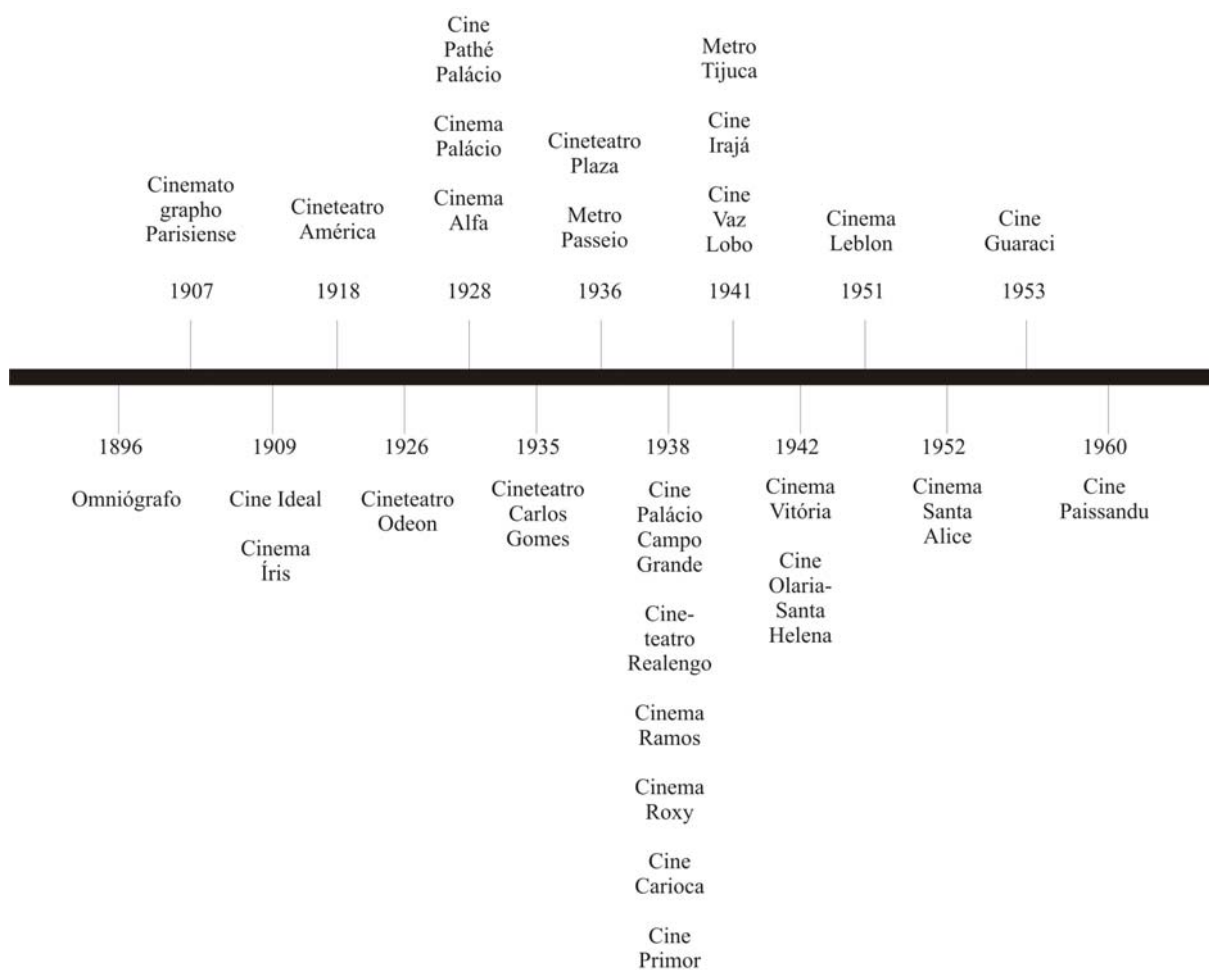 Cine
Pathé
Palácio
Cinema
Palácio
Cinema
Alfa
Metro
Tijuca
Cine
Irajá
Cine
Vaz
Lobo
Cineteatro
Plaza
Metro
Passeio
Cinemato
grapho
Parisiense
Cineteatro
América
Cinema
Leblon
Cine
Guaraci
1907
1918
1928
1936
1941
1951
1953
1896
1909
1926
1935
1938
1942
1952
1960
Omniógrafo
Cine Ideal
Cinema
Íris
Cineteatro
Odeon
Cineteatro
Carlos
Gomes
Cine
Palácio
Campo
Grande
Cine-
teatro
Realengo
Cinema
Ramos
Cinema
Roxy
Cine
Carioca
Cine
Primor
Cinema
Vitória
Cine
Olaria-
Santa
Helena
Cinema
Santa
Alice
Cine
Paissandu